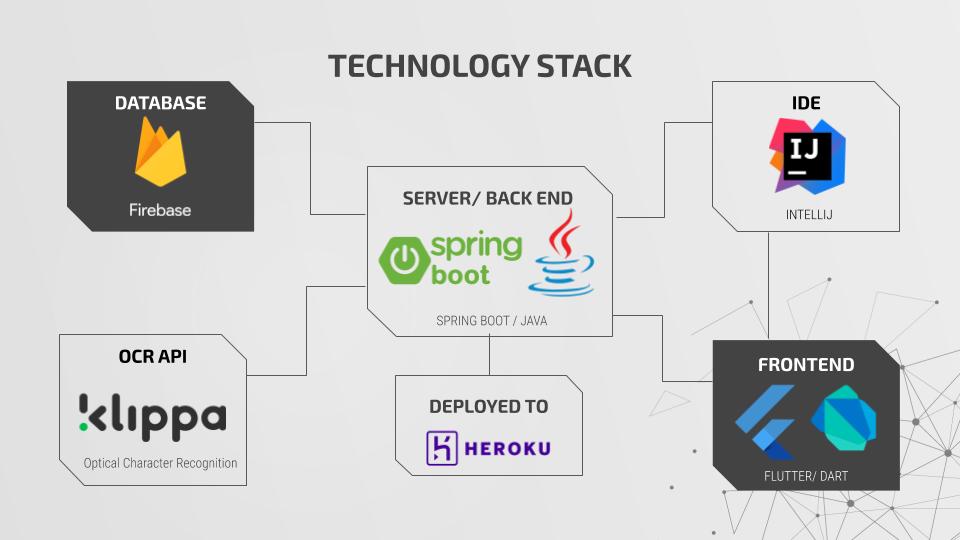 TECHNOLOGY STACK
DATABASE
Firebase
IDE
IJ
INTELLIJ
SERVER/ BACK END
spring
boot
SPRING BOOT / JAVA
OCR API
klippa
Optical Character Recognition
DEPLOYED TO
HEROKU
FRONTEND
FLUTTER/ DART